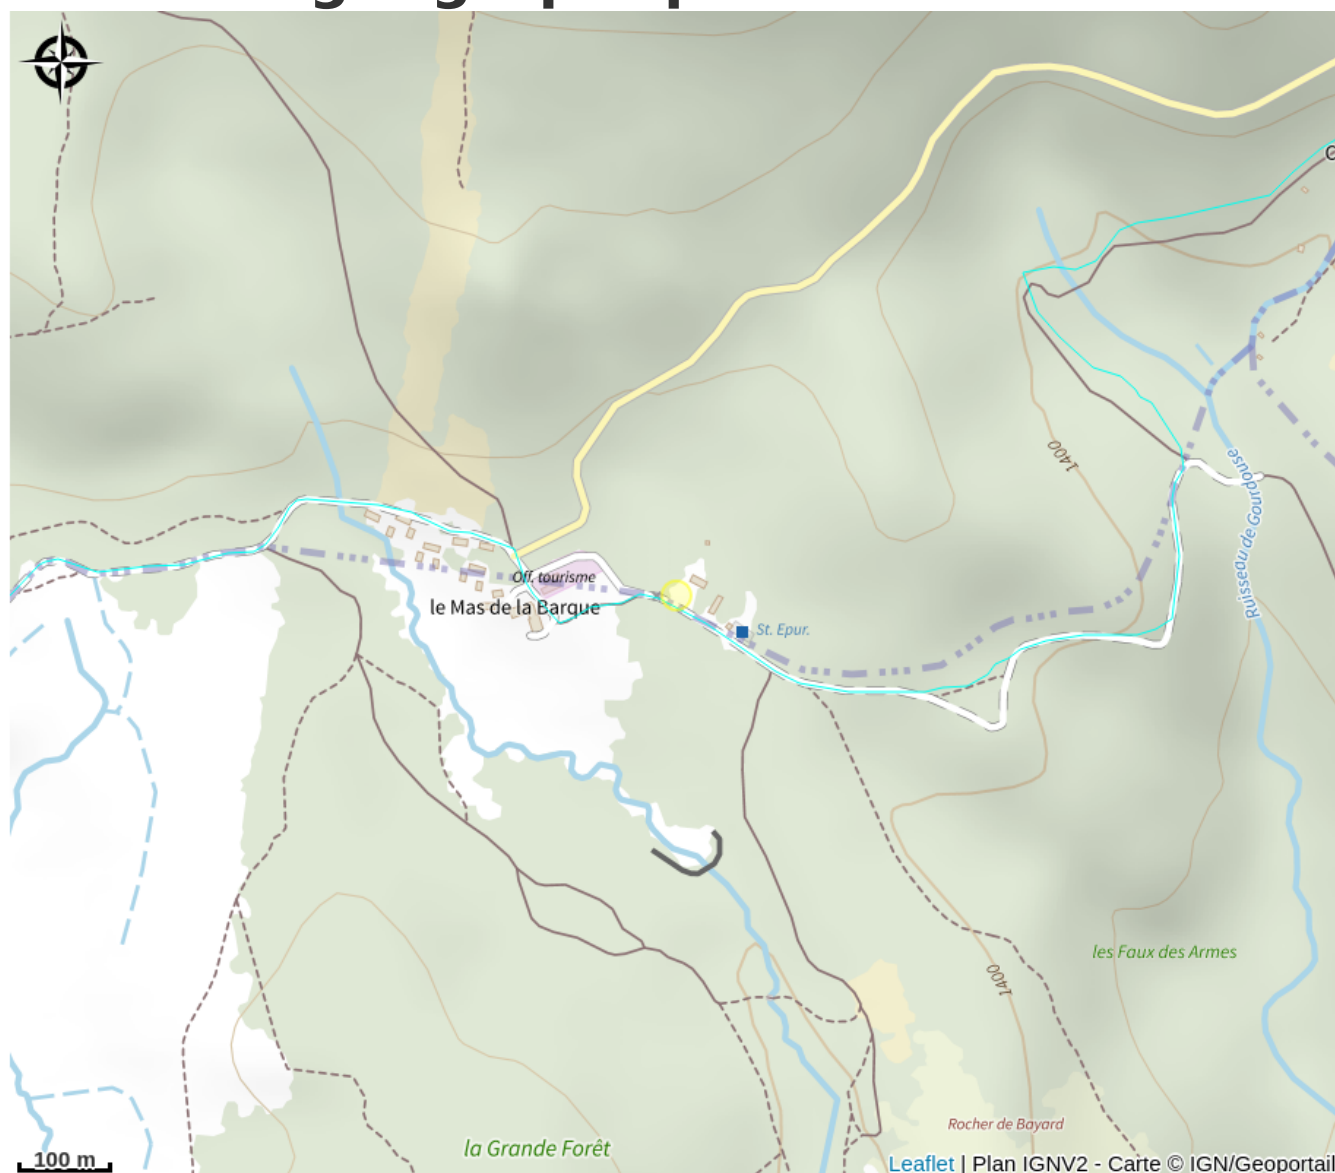 1400
Ruisseau de Gourdouse
Off. tourisme
le Mas de la Barque
St. Epur.
les Faux des Armes
1400
Rocher de Bayard
la Grande Forêt
100 m
Leaflet | Plan IGNV2 - Carte © IGN/Geoportail